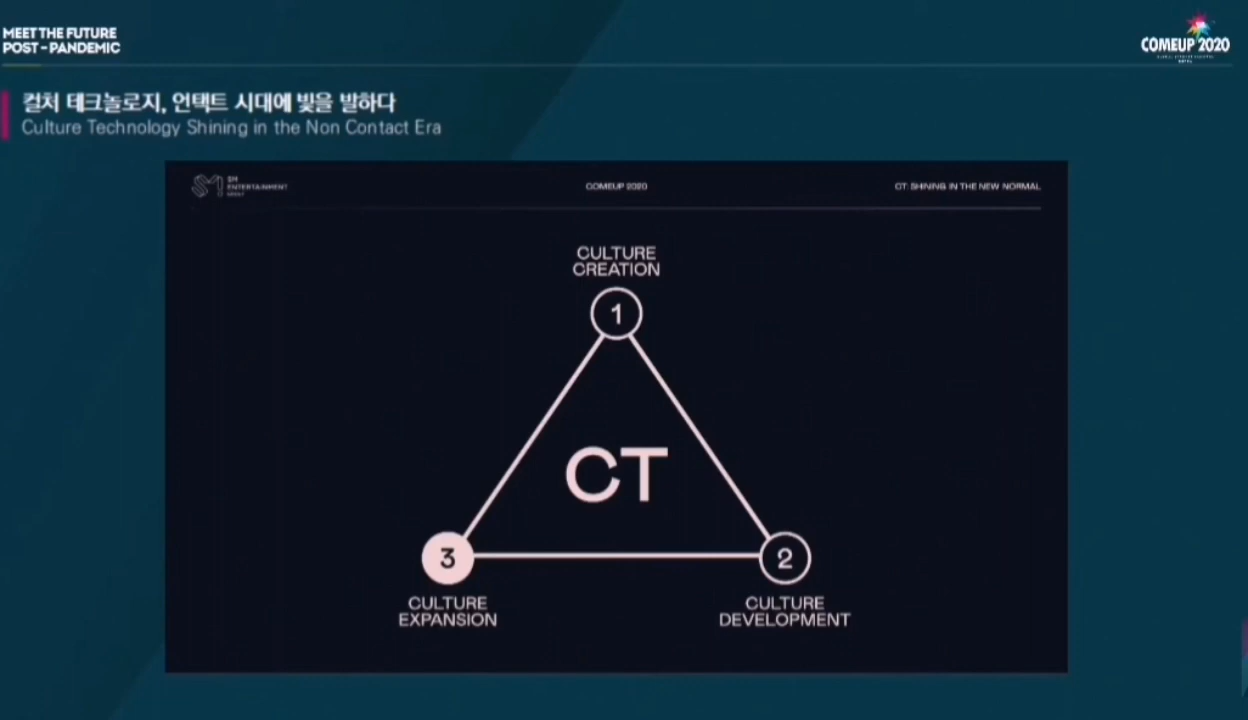 MEET THE FUTURE
POST-PANDEMIC
COMEUP 2020
컬처 테크놀로지, 언택트 시대에 빛을 발하다
Culture Technology Shining in the Non Contact Era
SM
ENTERTAINMENT
GROUP
COMEUP 2020
CT: SHINING IN THE NEW NORMAL
CULTURE
CREATION
1
CT
3
2
CULTURE
EXPANSION
CULTURE
DEVELOPMENT